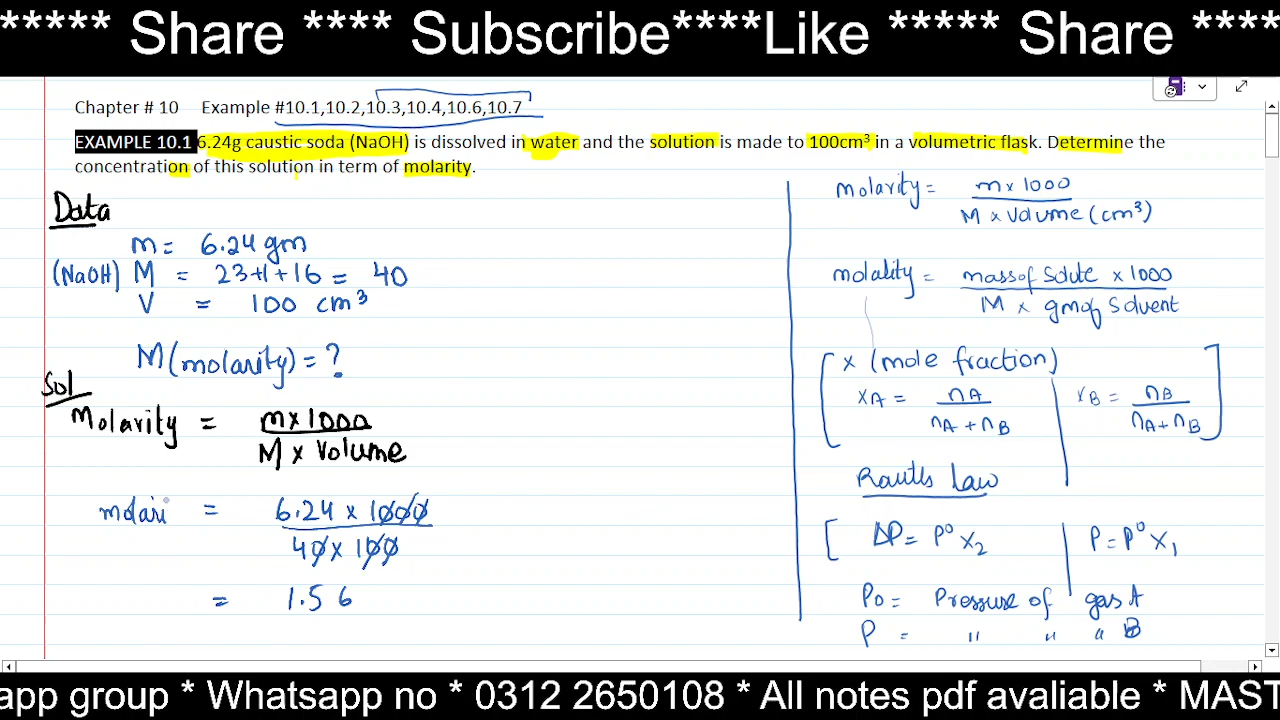 ***** Share **** Subscribe****Like ***** Share ****
Chapter # 10 Example #10.1,10.2,10.3,10.4,10.6,10.7
EXAMPLE 10.1 6.24g caustic soda (NaOH) is dissolved in water and the solution is made to 100cm³ in a volumetric flask. Determine the
concentration of this solution in term of molarity.
Data
m = 6.24 gm
(NaOH) M = 23+1+16 = 40
V = 100 cm³
M (molarity) = ?
Sol
Molarity = m x 1000
M x Volume
molari = 6.24 x 1000
40 x 100
= 1.56
molarity = m x 1000
M x Volume (cm³)
molality = mass of Solute x 1000
M x gm of Solvent
x (mole fraction)
xA = nA
nA + nB
xB = nB
nA + nB
Raults Law
ΔP = P⁰ X₂
P = P⁰ X₁
P0 = Pressure of gas A
P = " " " B
app group * Whatsapp no * 0312 2650108 * All notes pdf avaliable * MAST